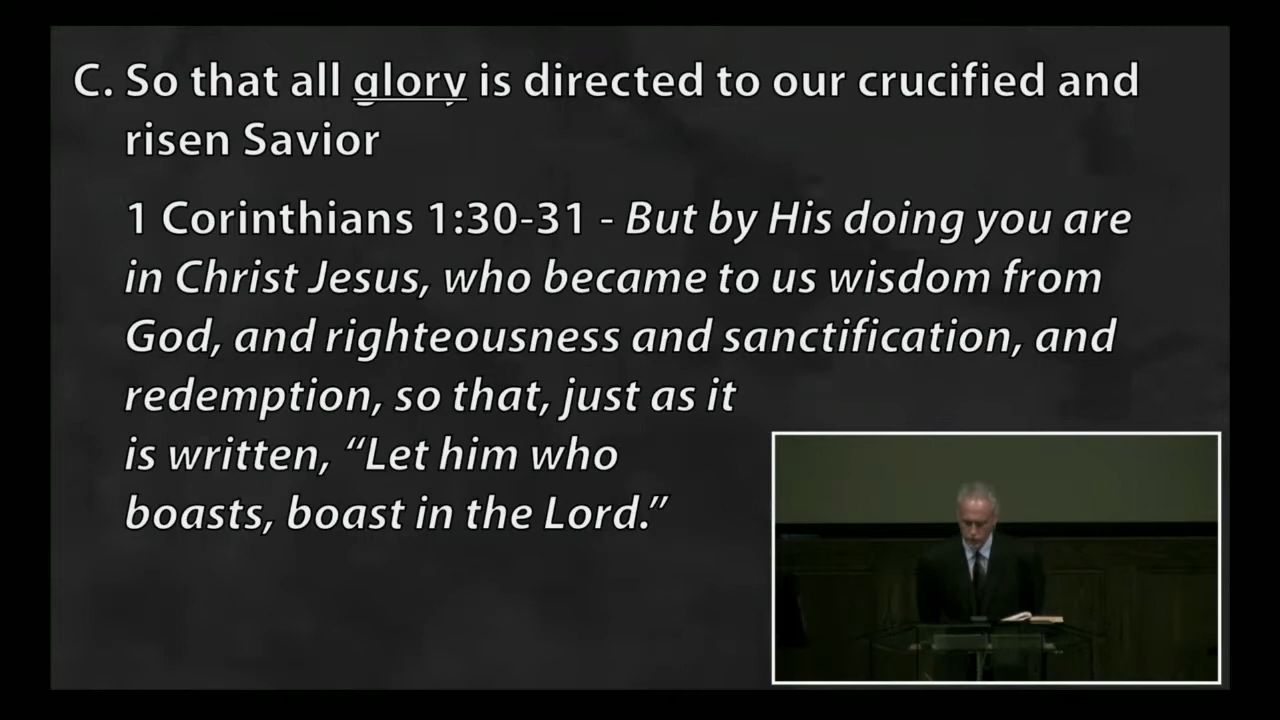 C. So that all glory is directed to our crucified and
risen Savior
1 Corinthians 1:30-31 - But by His doing you are
in Christ Jesus, who became to us wisdom from
God, and righteousness and sanctification, and
redemption, so that, just as it
is written, “Let him who
boasts, boast in the Lord.”